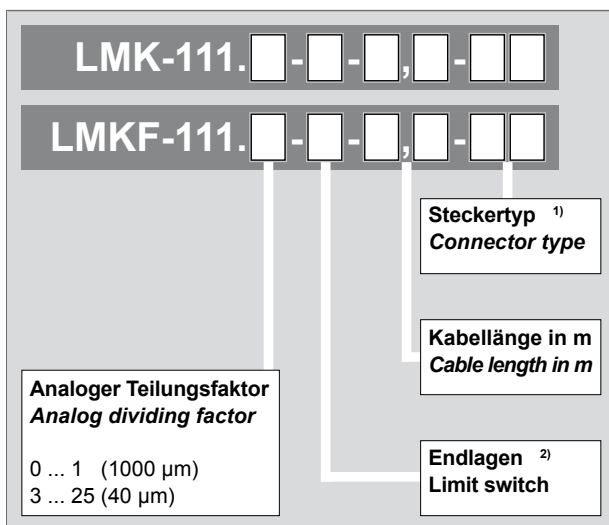 LMK-111.☐-☐-☐,☐-☐☐
LMKF-111.☐-☐-☐,☐-☐☐
Steckertyp 1)
Connector type
Kabellänge in m
Cable length in m
Analoger Teilungsfaktor
Analog dividing factor
0 ... 1 (1000 µm)
3 ... 25 (40 µm)
Endlagen 2)
Limit switch